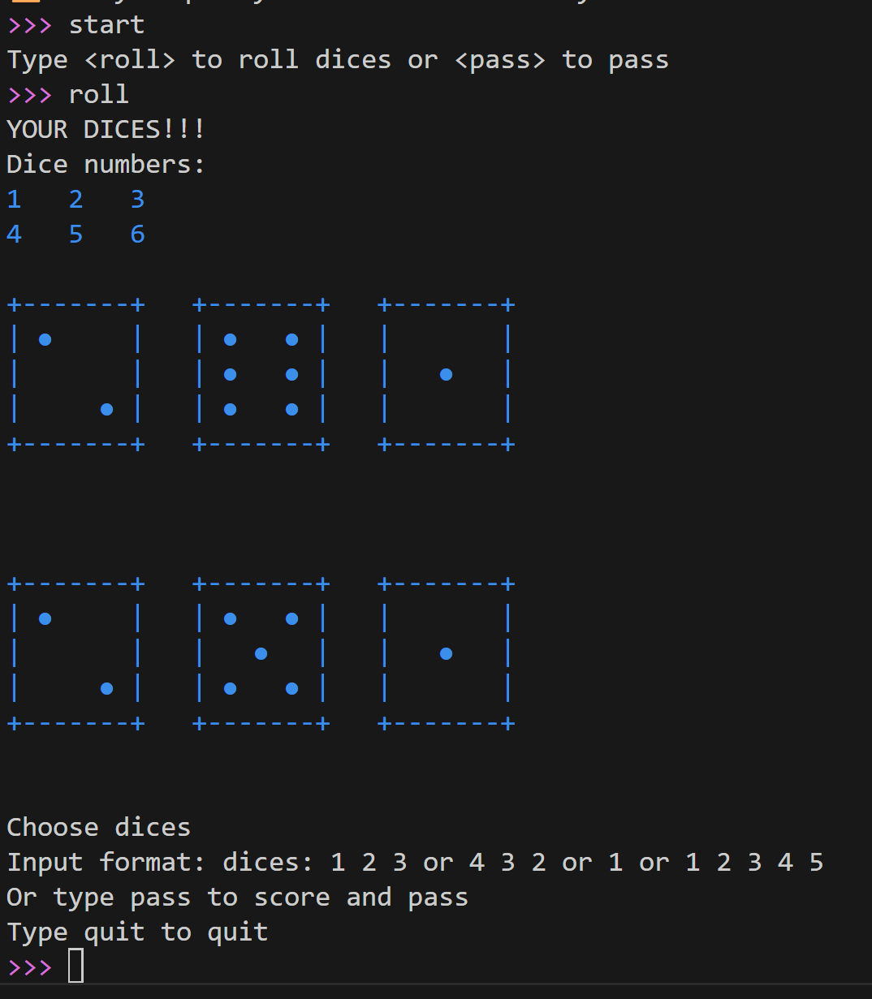 >>> start
Type <roll> to roll dices or <pass> to pass
>>> roll
YOUR DICES!!!
Dice numbers:
1   2   3
4   5   6
+-------+   +-------+   +-------+
| ●     |   | ●   ● |   |       |
|       |   | ●   ● |   |   ●   |
|     ● |   | ●   ● |   |       |
+-------+   +-------+   +-------+
+-------+   +-------+   +-------+
| ●     |   | ●   ● |   |       |
|       |   |   ●   |   |   ●   |
|     ● |   | ●   ● |   |       |
+-------+   +-------+   +-------+
Choose dices
Input format: dices: 1 2 3 or 4 3 2 or 1 or 1 2 3 4 5
Or type pass to score and pass
Type quit to quit
>>>